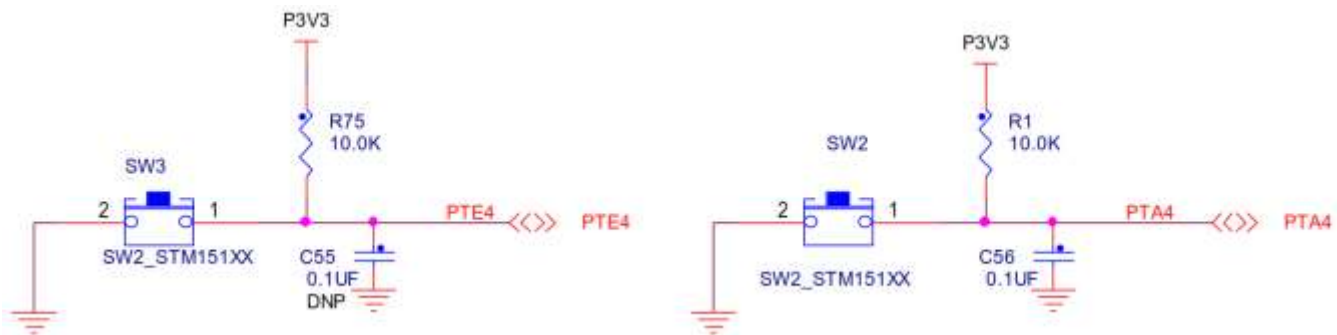 P3V3
R75
10.0K
SW3
2
1
PTE4
PTE4
SW2_STM151XX
C55
0.1UF
DNP
P3V3
R1
10.0K
SW2
2
1
PTA4
PTA4
SW2_STM151XX
C56
0.1UF